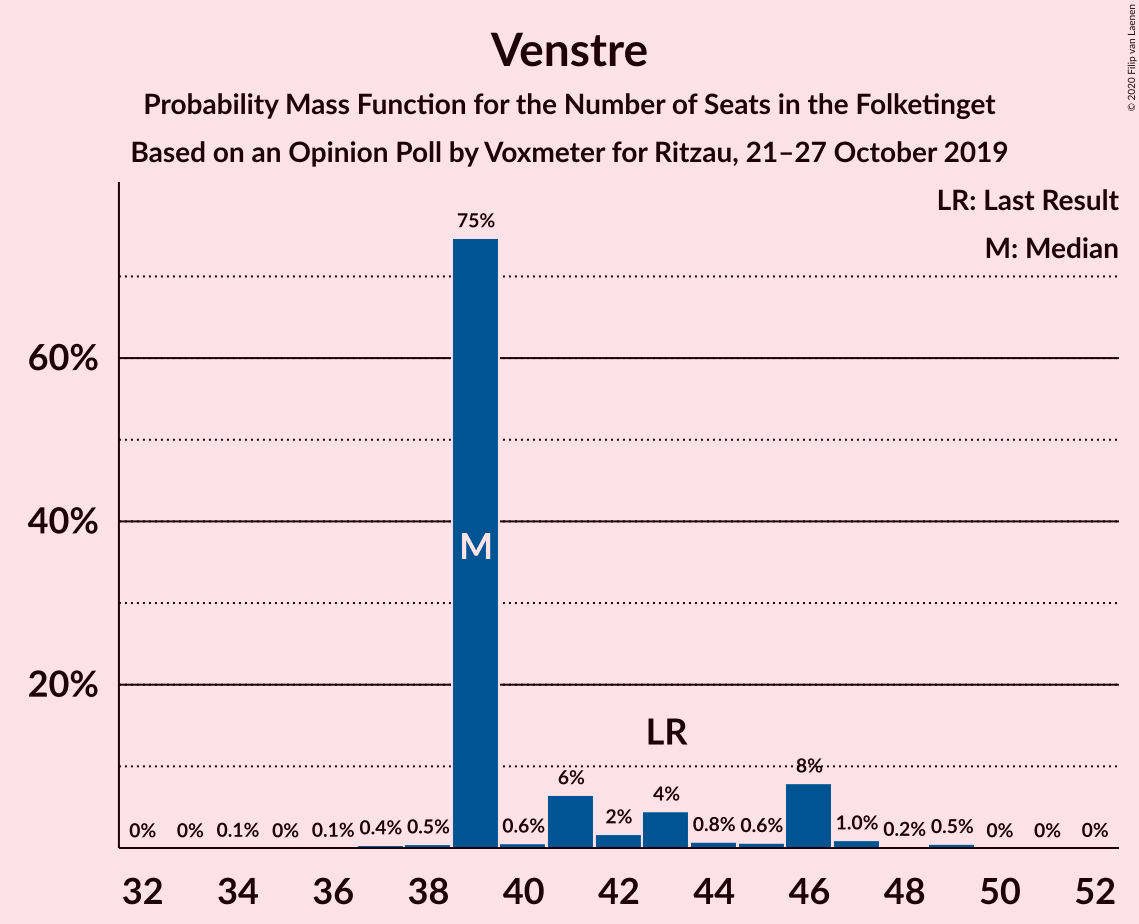 Venstre
Probability Mass Function for the Number of Seats in the Folketinget
Based on an Opinion Poll by Voxmeter for Ritzau, 21–27 October 2019
© 2020 Filip van Laenen
LR: Last Result
M: Median
60%
40%
20%
0% 0% 0.1% 0% 0.1% 0.4% 0.5% 75% 0.6% 6% 2% 4% 0.8% 0.6% 8% 1.0% 0.2% 0.5% 0% 0% 0%
M
LR
32 34 36 38 40 42 44 46 48 50 52